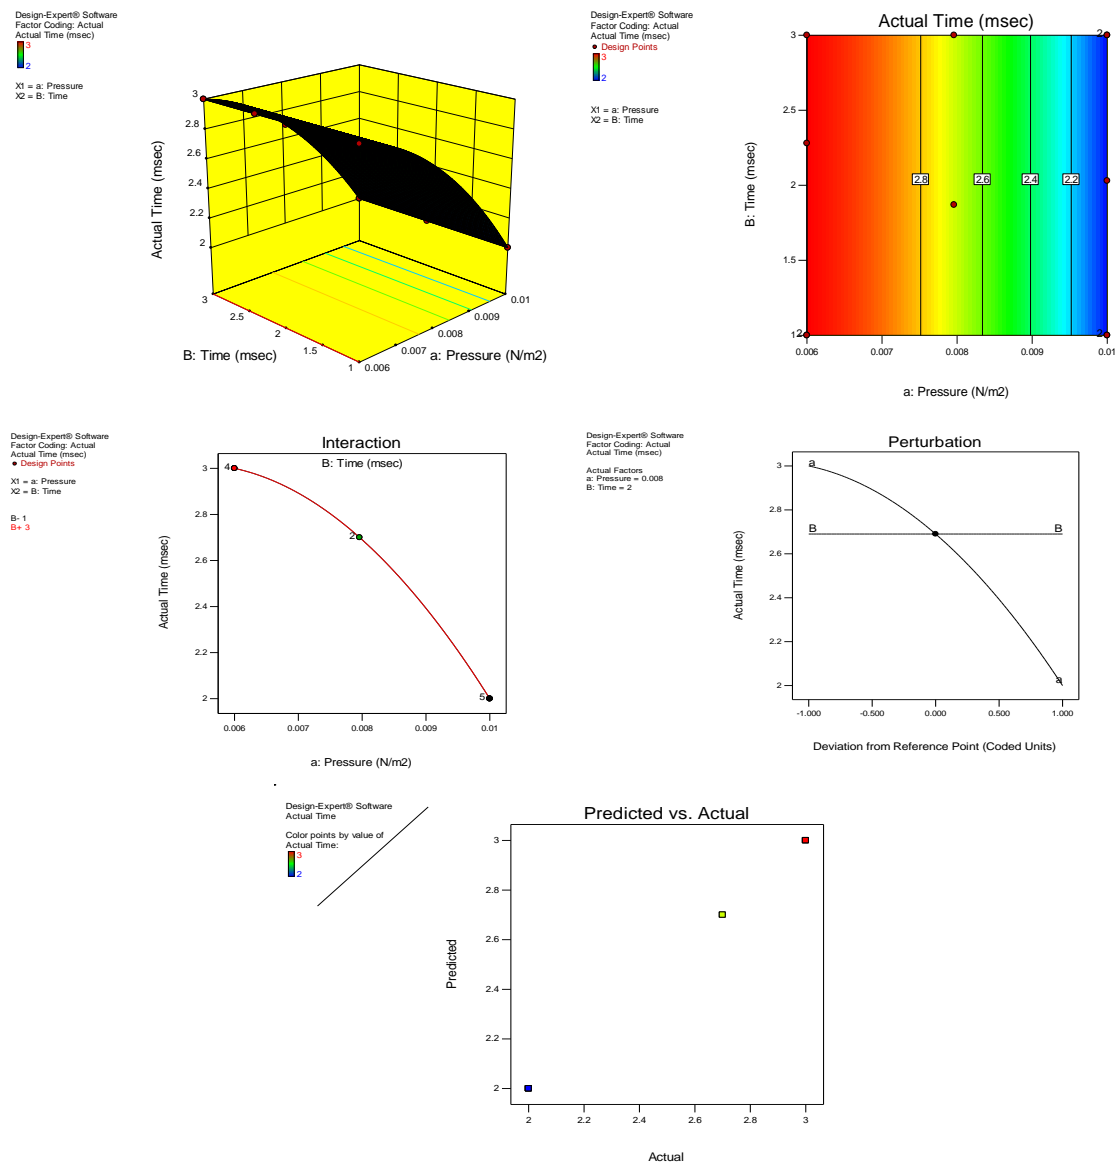 Design-Expert® Software
Factor Coding: Actual
Actual Time (msec)
3
2
X1 = a: Pressure
X2 = B: Time
3
2.8
2.6
2.4
2.2
2
Actual Time (msec)
3
2.5
2
1.5
1
B: Time (msec)
0.006
0.007
0.008
0.009
0.01
a: Pressure (N/m2)
Design-Expert® Software
Factor Coding: Actual
Actual Time (msec)
Design Points
3
2
X1 = a: Pressure
X2 = B: Time
Actual Time (msec)
3
2.5
2
1.5
1
B: Time (msec)
2
2.8
2.6
2.4
2.2
2
2
0.006
0.007
0.008
0.009
0.01
a: Pressure (N/m2)
Design-Expert® Software
Factor Coding: Actual
Actual Time (msec)
Design Points
X1 = a: Pressure
X2 = B: Time
B- 1
B+ 3
Interaction
B: Time (msec)
3
2.8
2.6
2.4
2.2
2
Actual Time (msec)
4
2
5
0.006
0.007
0.008
0.009
0.01
a: Pressure (N/m2)
Design-Expert® Software
Factor Coding: Actual
Actual Time (msec)
Actual Factors
a: Pressure = 0.008
B: Time = 2
Perturbation
3
2.8
2.6
2.4
2.2
2
Actual Time (msec)
a
B
B
a
-1.000
-0.500
0.000
0.500
1.000
Deviation from Reference Point (Coded Units)
Design-Expert® Software
Actual Time
Color points by value of
Actual Time:
3
2
Predicted vs. Actual
3
2.8
2.6
2.4
2.2
2
Predicted
2
2.2
2.4
2.6
2.8
3
Actual